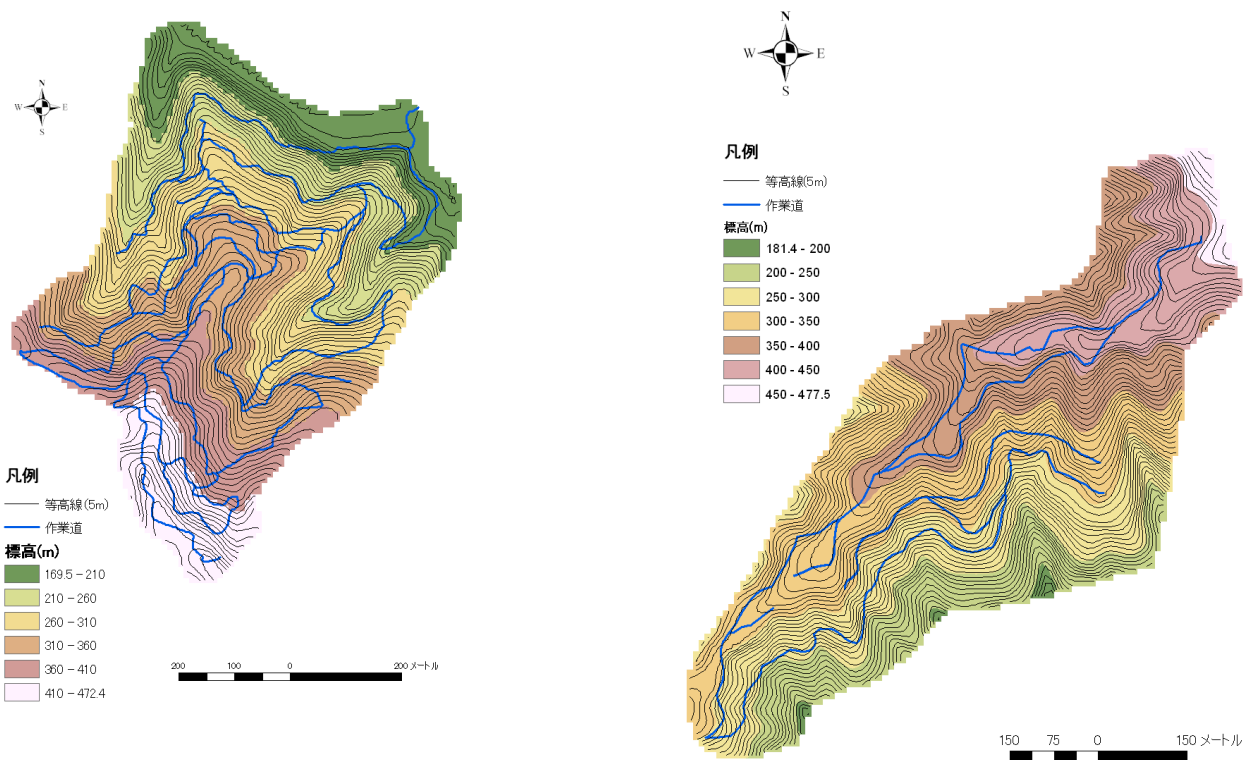 N
W E
S
凡例
等高線(5m)
作業道
標高(m)
169.5 - 210
210 - 260
260 - 310
310 - 360
360 - 410
410 - 472.4
200 100 0 200 メートル
N
W E
S
凡例
等高線(5m)
作業道
標高(m)
181.4 - 200
200 - 250
250 - 300
300 - 350
350 - 400
400 - 450
450 - 477.5
150 75 0 150 メートル